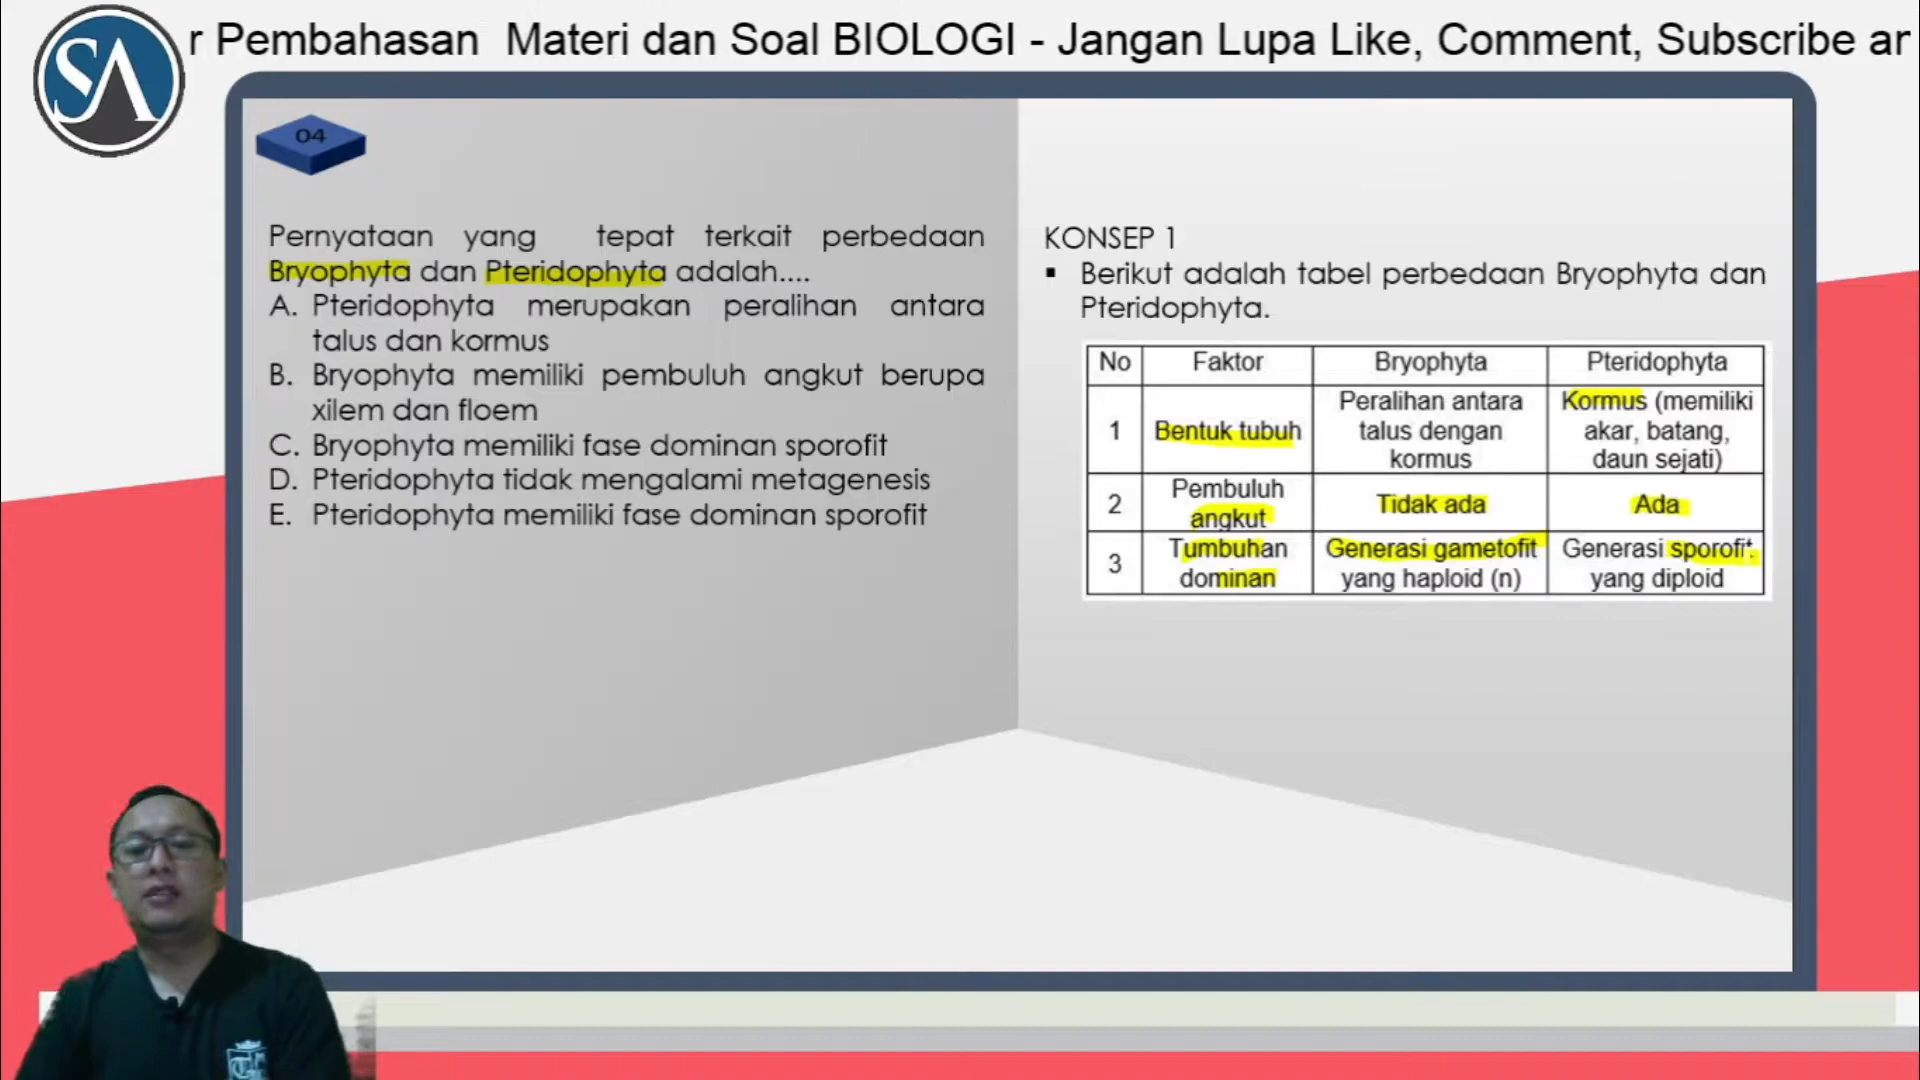 r Pembahasan Materi dan Soal BIOLOGI - Jangan Lupa Like, Comment, Subscribe ar
SA
04
Pernyataan yang tepat terkait perbedaan
Bryophyta dan Pteridophyta adalah....
A. Pteridophyta merupakan peralihan antara
talus dan kormus
B. Bryophyta memiliki pembuluh angkut berupa
xilem dan floem
C. Bryophyta memiliki fase dominan sporofit
D. Pteridophyta tidak mengalami metagenesis
E. Pteridophyta memiliki fase dominan sporofit
KONSEP 1
▪ Berikut adalah tabel perbedaan Bryophyta dan
Pteridophyta.
No Faktor Bryophyta Pteridophyta
1 Bentuk tubuh Peralihan antara talus dengan kormus Kormus (memiliki akar, batang, daun sejati)
2 Pembuluh angkut Tidak ada Ada
3 Tumbuhan dominan Generasi gametofit yang haploid (n) Generasi sporofit yang diploid